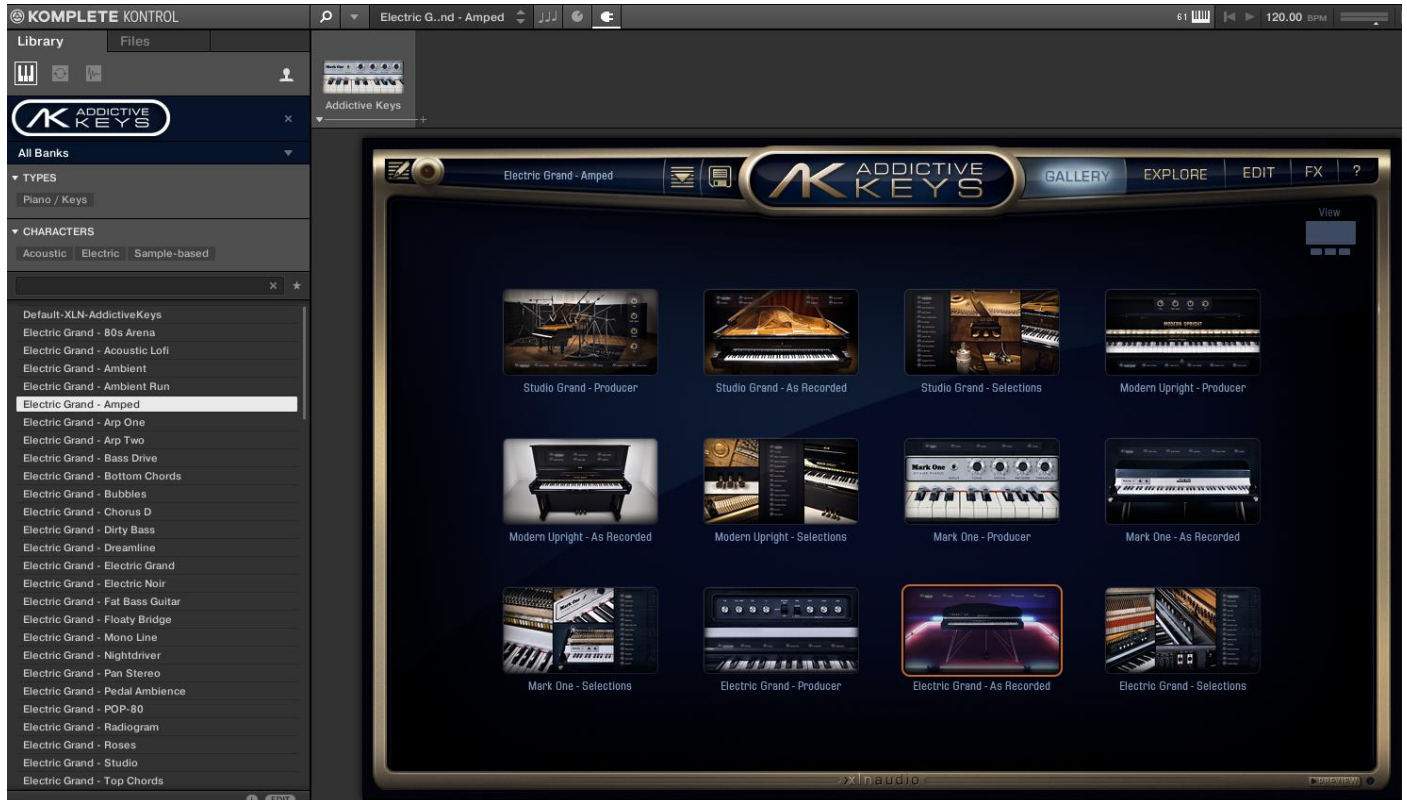 KOMPLETE KONTROL
Electric G..nd - Amped
61
120.00 BPM
Library
Files
Addictive Keys
ADDICTIVE
KEYS
All Banks
TYPES
Piano / Keys
CHARACTERS
Acoustic Electric Sample-based
Default-XLN-AddictiveKeys
Electric Grand - 80s Arena
Electric Grand - Acoustic Lofi
Electric Grand - Ambient
Electric Grand - Ambient Run
Electric Grand - Amped
Electric Grand - Arp One
Electric Grand - Arp Two
Electric Grand - Bass Drive
Electric Grand - Bottom Chords
Electric Grand - Bubbles
Electric Grand - Chorus D
Electric Grand - Dirty Bass
Electric Grand - Dreamline
Electric Grand - Electric Grand
Electric Grand - Electric Noir
Electric Grand - Fat Bass Guitar
Electric Grand - Floaty Bridge
Electric Grand - Mono Line
Electric Grand - Nightdriver
Electric Grand - Pan Stereo
Electric Grand - Pedal Ambience
Electric Grand - POP-80
Electric Grand - Radiogram
Electric Grand - Roses
Electric Grand - Studio
Electric Grand - Top Chords
EDIT
Electric Grand - Amped
ADDICTIVE
KEYS
GALLERY EXPLORE EDIT FX ?
View
Studio Grand - Producer
Studio Grand - As Recorded
Studio Grand - Selections
MODERN UPRIGHT
Modern Upright - Producer
Modern Upright - As Recorded
Modern Upright - Selections
Mark One
Mark One - Producer
Mark One - As Recorded
Mark One
Mark One - Selections
Electric Grand - Producer
Electric Grand - As Recorded
Electric Grand - Selections
xlnaudio
PREVIEW